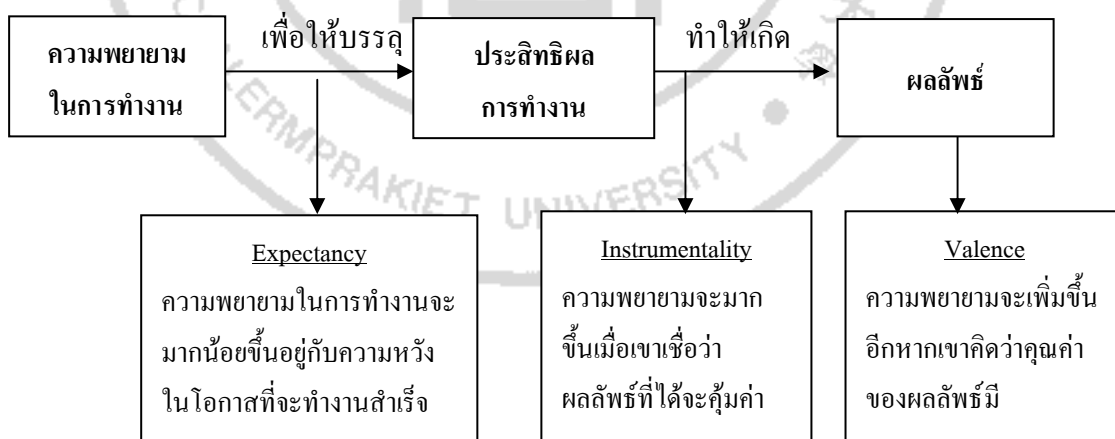 ความพยายาม
ในการทำงาน
เพื่อให้บรรลุ
ประสิทธิผล
การทำงาน
ทำให้เกิด
ผลลัพธ์
Expectancy
ความพยายามในการทำงานจะ
มากน้อยขึ้นอยู่กับความหวัง
ในโอกาสที่จะทำงานสำเร็จ
Instrumentality
ความพยายามจะมาก
ขึ้นเมื่อเขาเชื่อว่า
ผลลัพธ์ที่ได้จะคุ้มค่า
Valence
ความพยายามจะเพิ่มขึ้น
อีกหากเขาคิดว่าคุณค่า
ของผลลัพธ์มี
LERMPRAKIET UNIVERSITY